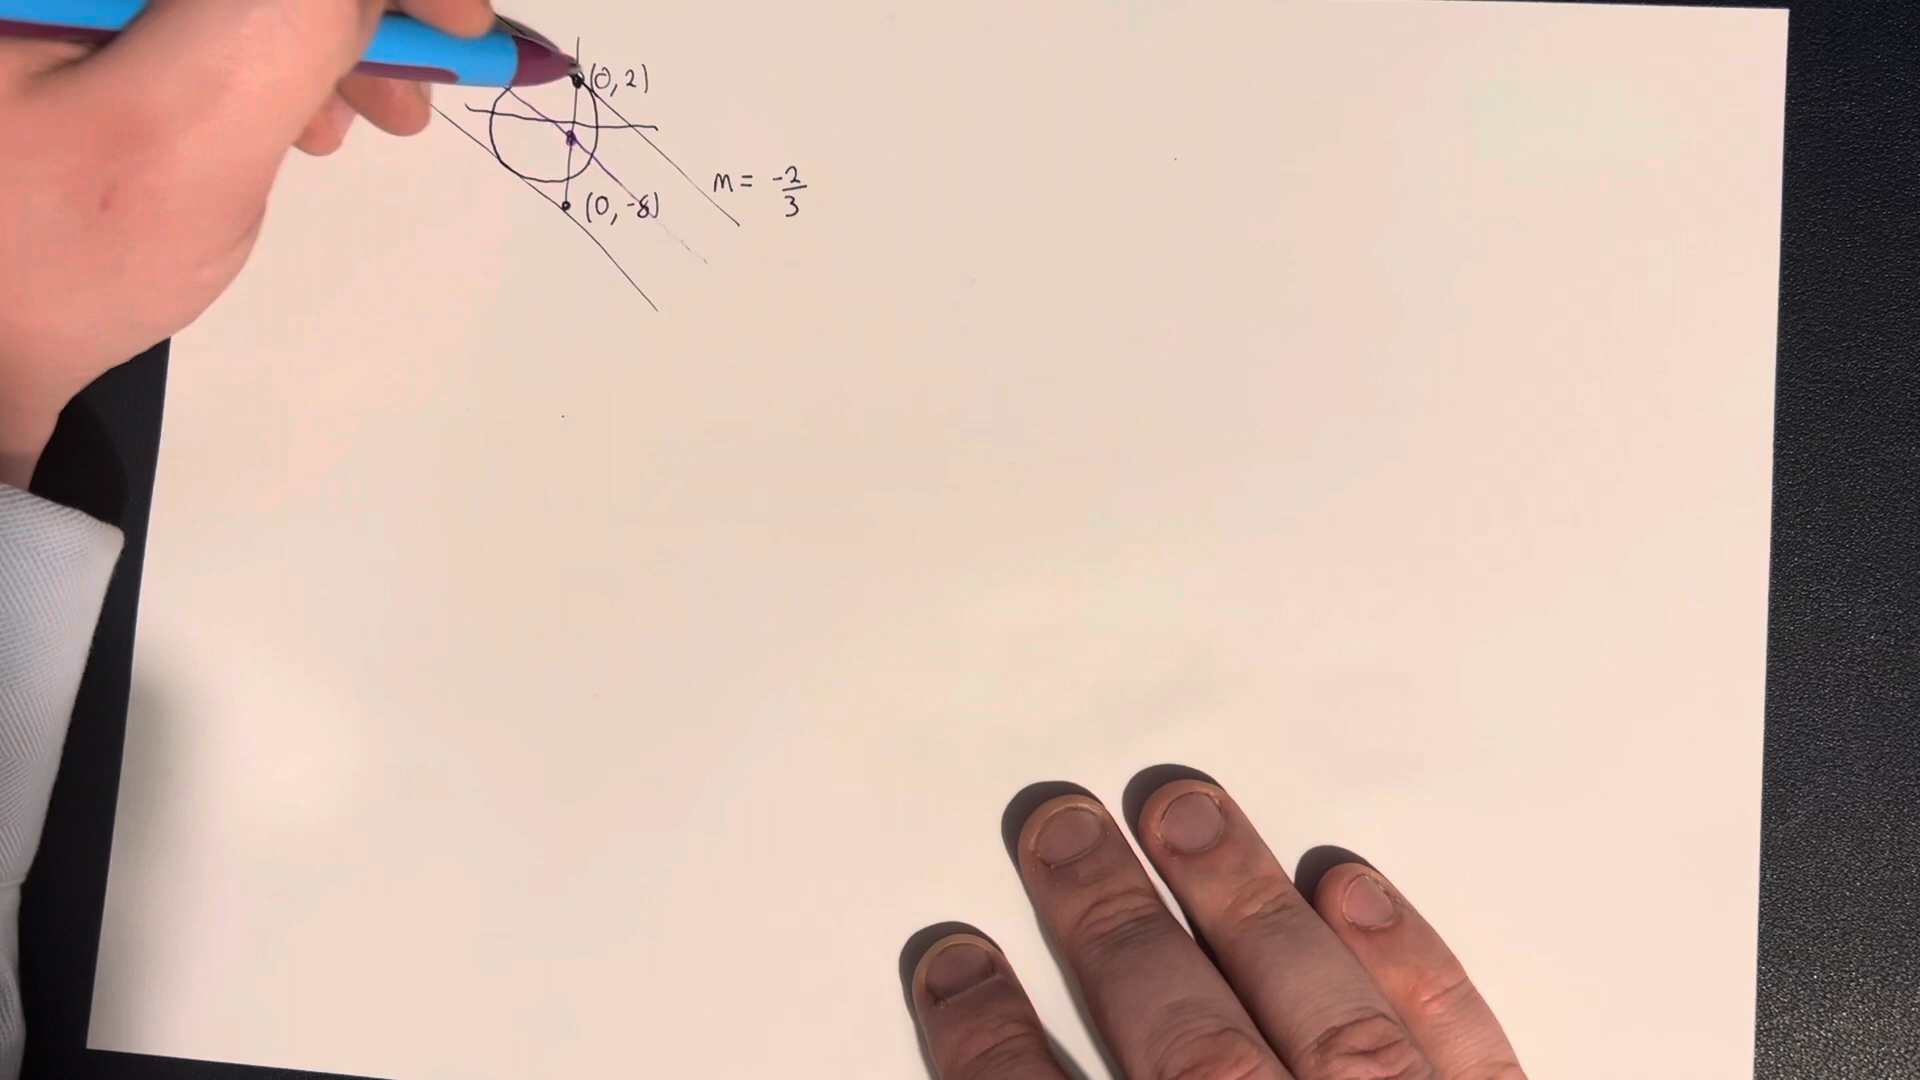 (0,2)
m = -2/3
(0,-8)